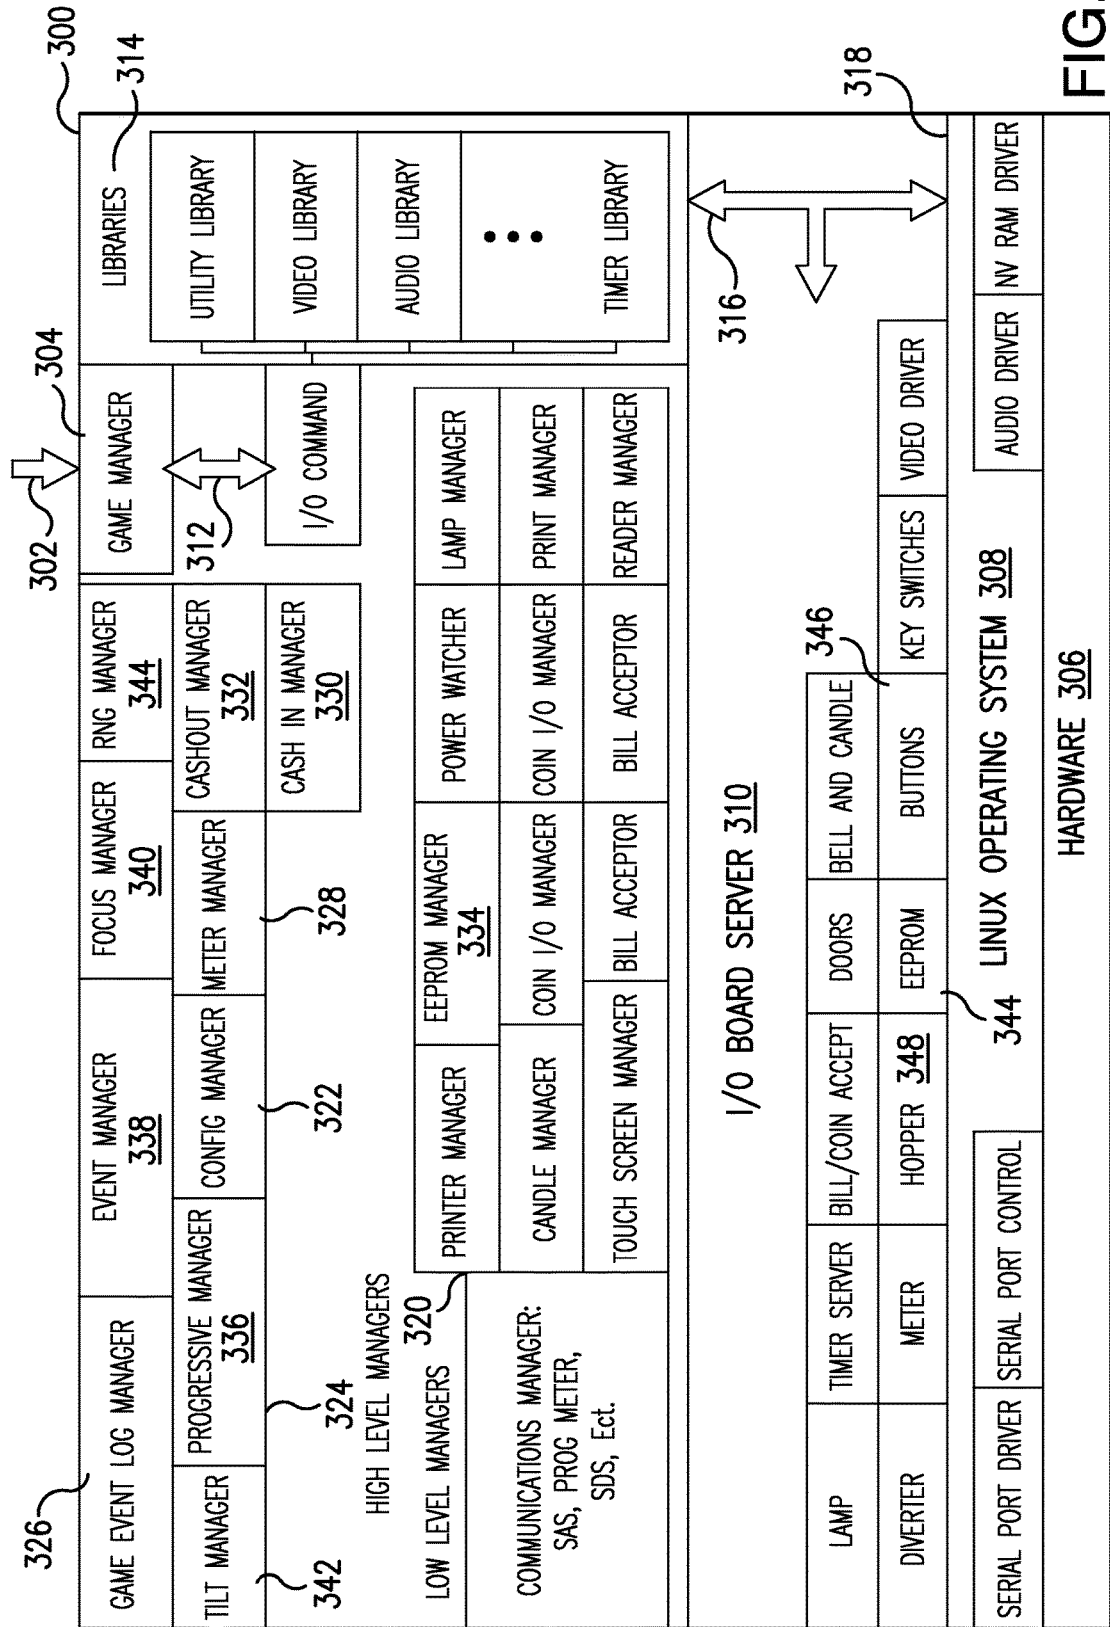 300
302
304
326
GAME EVENT LOG MANAGER
EVENT MANAGER
338
FOCUS MANAGER
340
RNG MANAGER
344
GAME MANAGER
LIBRARIES
314
TILT MANAGER
342
PROGRESSIVE MANAGER
336
324
CONFIG MANAGER
322
METER MANAGER
328
CASHOUT MANAGER
332
CASH IN MANAGER
330
312
I/O COMMAND
UTILITY LIBRARY
VIDEO LIBRARY
AUDIO LIBRARY
TIMER LIBRARY
HIGH LEVEL MANAGERS
LOW LEVEL MANAGERS
320
COMMUNICATIONS MANAGER:
SAS, PROG METER,
SDS, Ect.
PRINTER MANAGER
EEPROM MANAGER
334
POWER WATCHER
LAMP MANAGER
CANDLE MANAGER
COIN I/O MANAGER
COIN I/O MANAGER
PRINT MANAGER
TOUCH SCREEN MANAGER
BILL ACCEPTOR
BILL ACCEPTOR
READER MANAGER
I/O BOARD SERVER 310
316
318
LAMP
TIMER SERVER
BILL/COIN ACCEPT
DOORS
BELL AND CANDLE
346
DIVERTER
METER
HOPPER 348
EEPROM
BUTTONS
KEY SWITCHES
VIDEO DRIVER
344
LINUX OPERATING SYSTEM 308
SERIAL PORT DRIVER
SERIAL PORT CONTROL
AUDIO DRIVER
NV RAM DRIVER
HARDWARE 306
FIG.